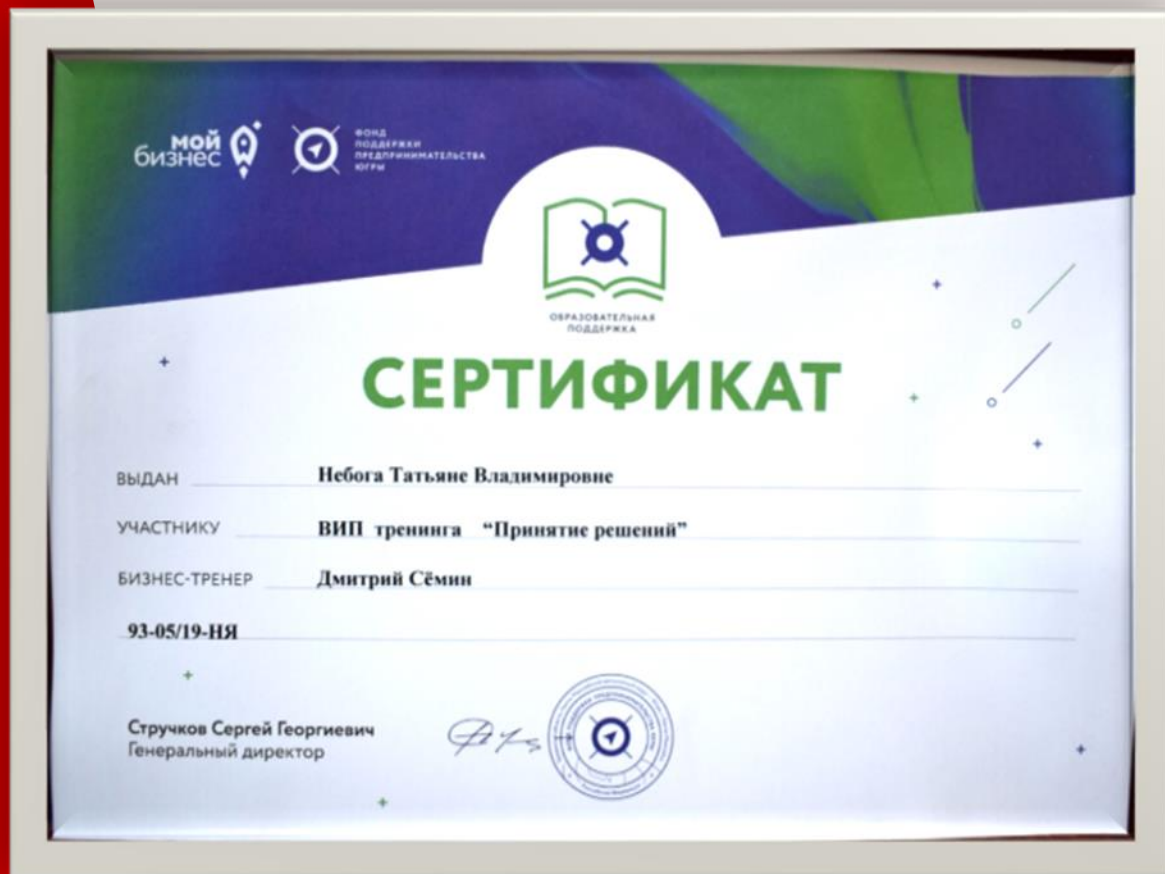 мой
бизнес
ФОНД
ПОДДЕРЖКИ
ПРЕДПРИНИМАТЕЛЬСТВА
ЮГРЫ
ОБРАЗОВАТЕЛЬНАЯ
ПОДДЕРЖКА
СЕРТИФИКАТ
ВЫДАН Небога Татьяне Владимировне
УЧАСТНИКУ ВИП тренинга “Принятие решений”
БИЗНЕС-ТРЕНЕР Дмитрий Сёмин
93-05/19-НЯ
Стручков Сергей Георгиевич
Генеральный директор